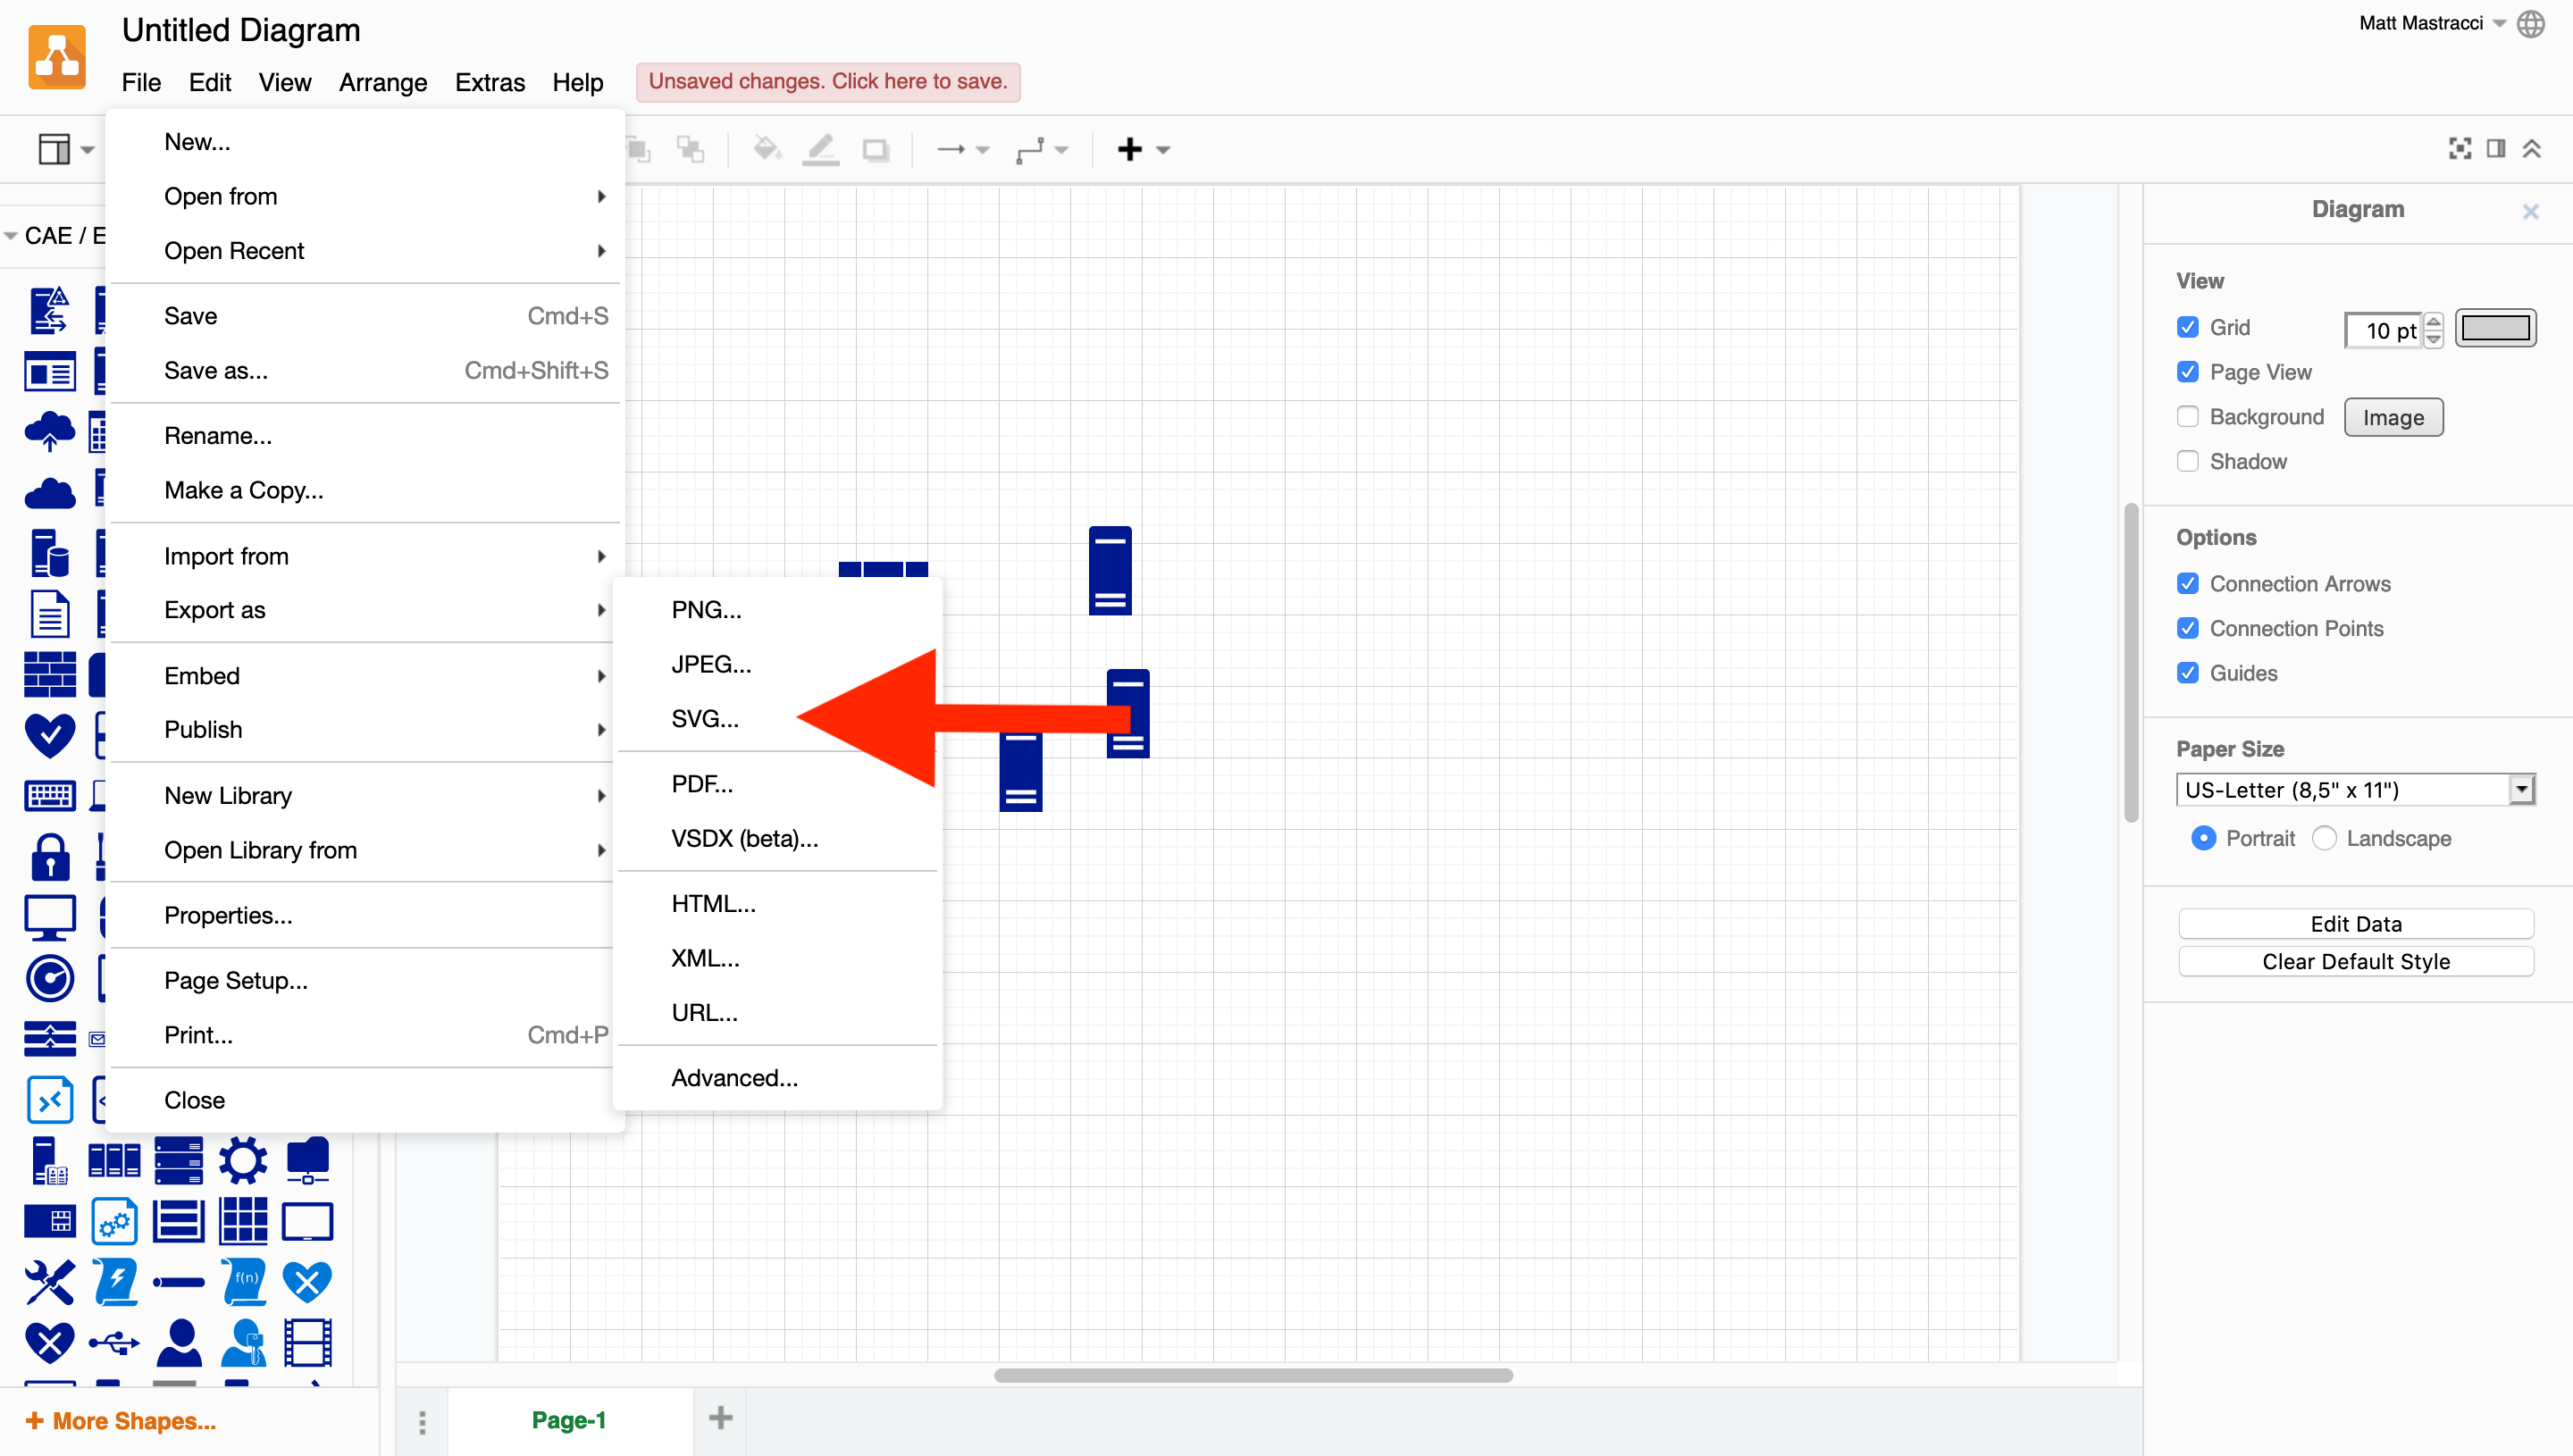 Untitled Diagram
Matt Mastracci
File Edit View Arrange Extras Help
Unsaved changes. Click here to save.
New...
Open from
Open Recent
Save Cmd+S
Save as... Cmd+Shift+S
Rename...
Make a Copy...
Import from
Export as
Embed
Publish
New Library
Open Library from
Properties...
Page Setup...
Print... Cmd+P
Close
PNG...
JPEG...
SVG...
PDF...
VSDX (beta)...
HTML...
XML...
URL...
Advanced...
CAE / E
f(n)
+ More Shapes...
Page-1
Diagram
View
Grid 10 pt
Page View
Background Image
Shadow
Options
Connection Arrows
Connection Points
Guides
Paper Size
US-Letter (8,5" x 11")
Portrait Landscape
Edit Data
Clear Default Style